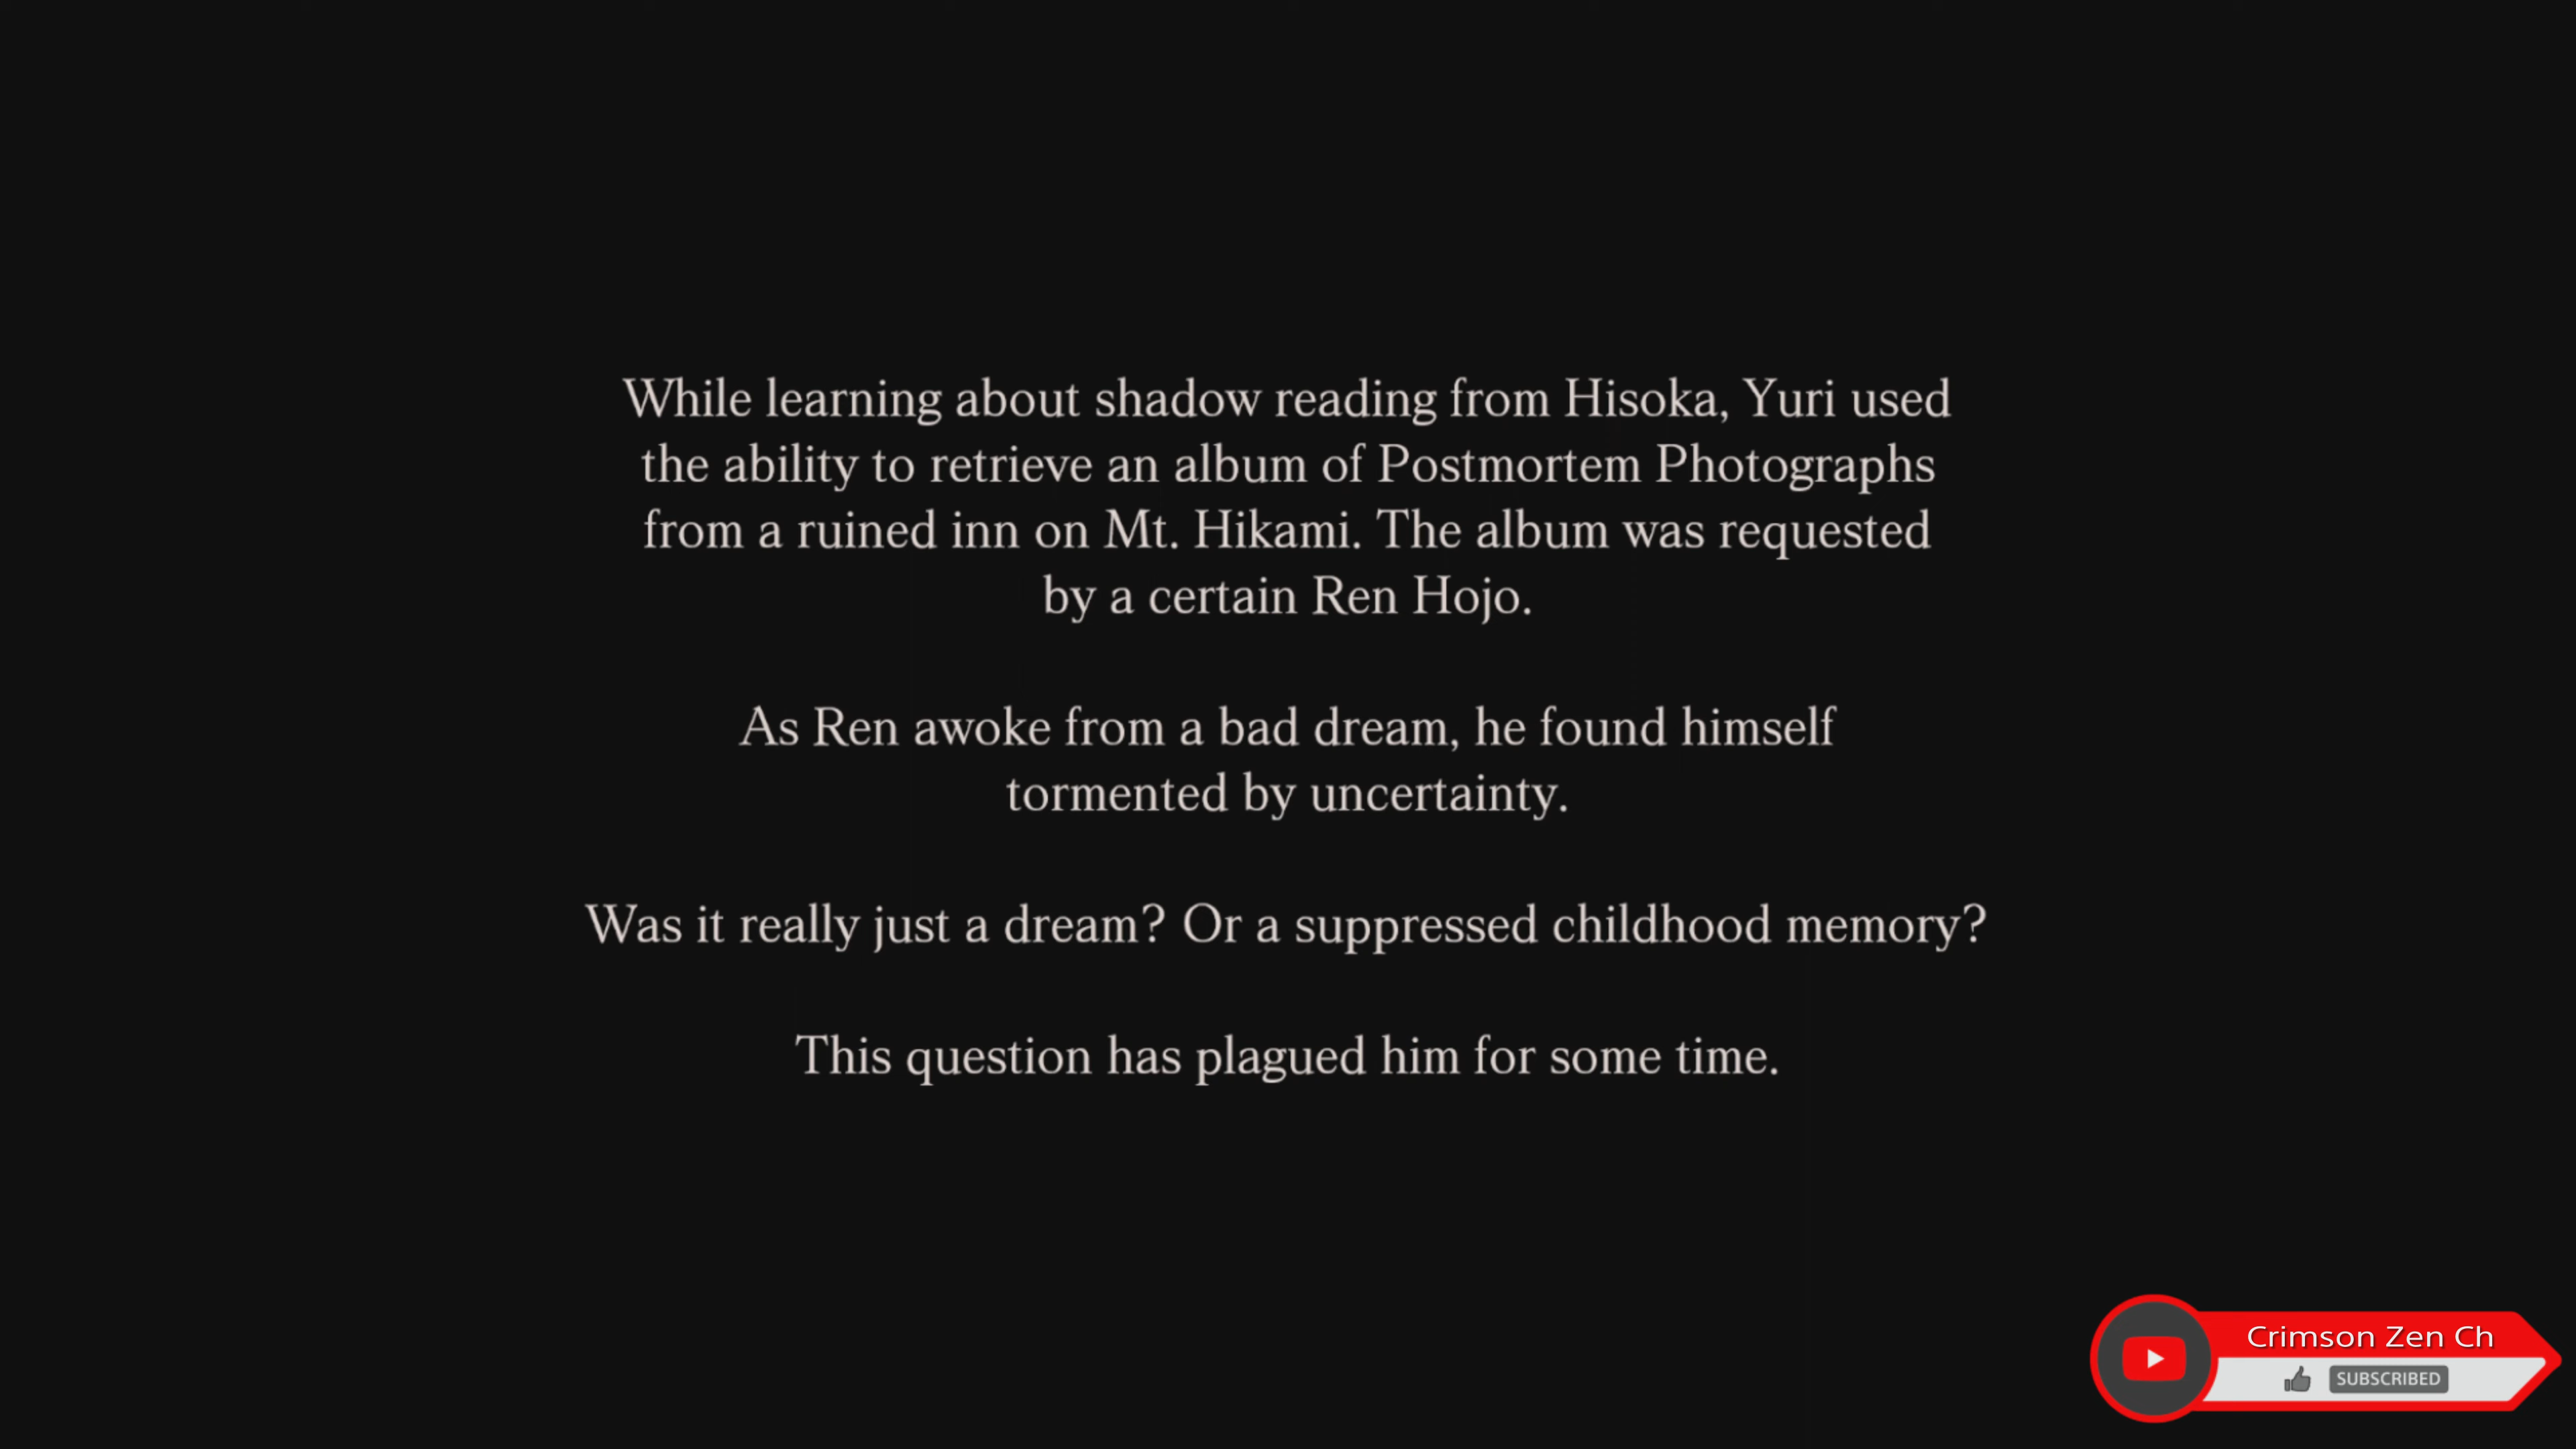 While learning about shadow reading from Hisoka, Yuri used
the ability to retrieve an album of Postmortem Photographs
from a ruined inn on Mt. Hikami. The album was requested
by a certain Ren Hojo.
As Ren awoke from a bad dream, he found himself
tormented by uncertainty.
Was it really just a dream? Or a suppressed childhood memory?
This question has plagued him for some time.
Crimson Zen Ch
SUBSCRIBED